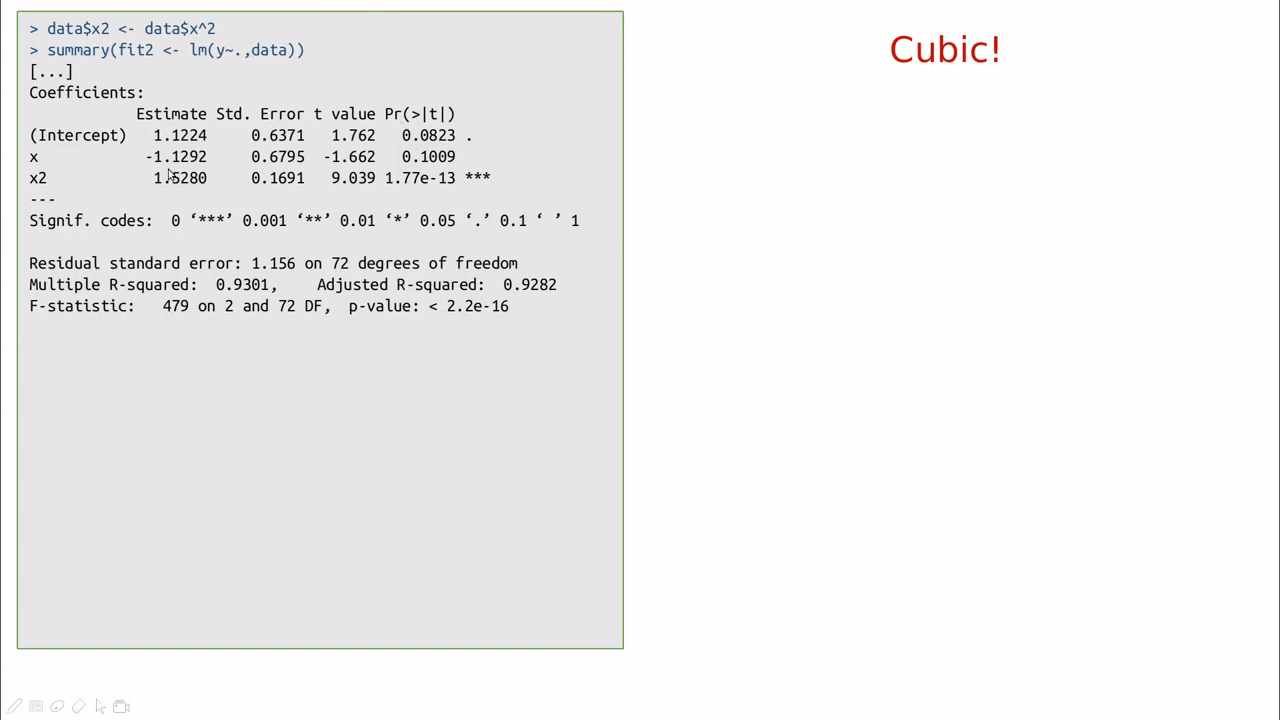 > data$x2 <- data$x^2
> summary(fit2 <- lm(y~.,data))
[...]
Coefficients:
Estimate Std. Error t value Pr(>|t|)
(Intercept) 1.1224 0.6371 1.762 0.0823 .
x -1.1292 0.6795 -1.662 0.1009
x2 1.5280 0.1691 9.039 1.77e-13 ***
---
Signif. codes: 0 ‘***’ 0.001 ‘**’ 0.01 ‘*’ 0.05 ‘.’ 0.1 ‘ ’ 1
Residual standard error: 1.156 on 72 degrees of freedom
Multiple R-squared: 0.9301, Adjusted R-squared: 0.9282
F-statistic: 479 on 2 and 72 DF, p-value: < 2.2e-16
Cubic!